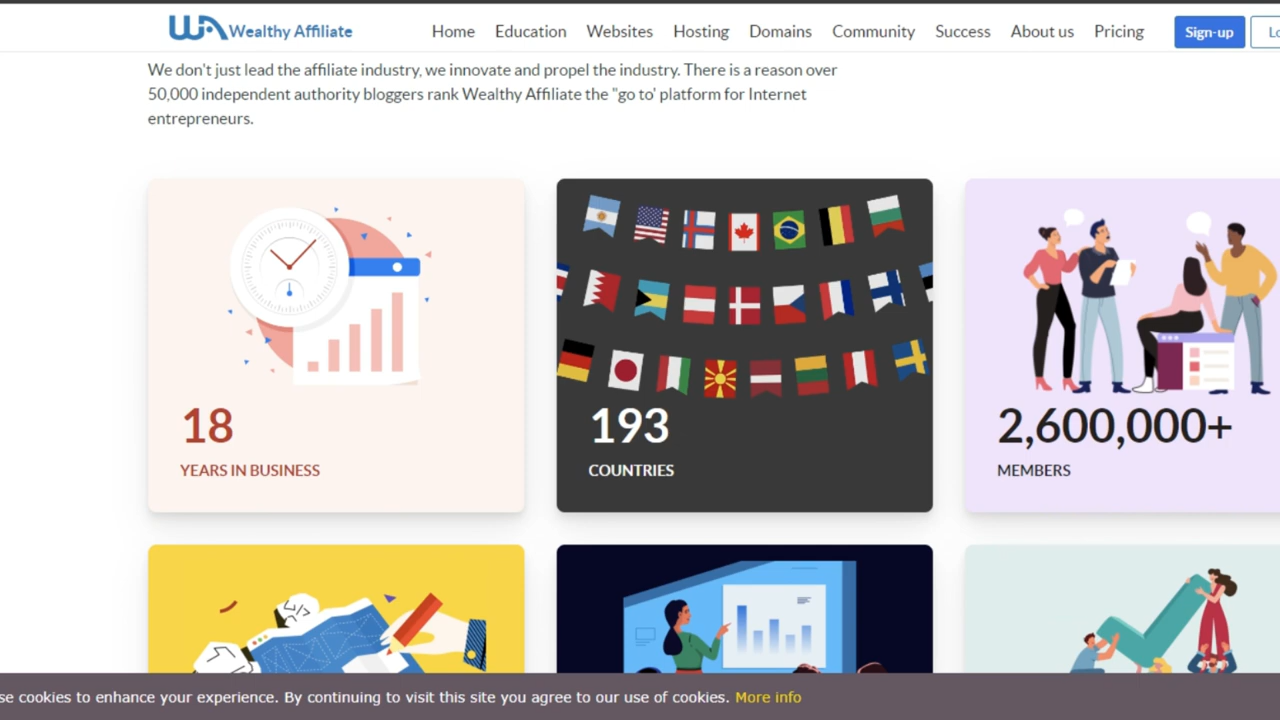 WA Wealthy Affiliate
Home Education Websites Hosting Domains Community Success About us Pricing Sign-up
We don't just lead the affiliate industry, we innovate and propel the industry. There is a reason over
50,000 independent authority bloggers rank Wealthy Affiliate the "go to' platform for Internet
entrepreneurs.
18
YEARS IN BUSINESS
193
COUNTRIES
2,600,000+
MEMBERS
cookies to enhance your experience. By continuing to visit this site you agree to our use of cookies. More info